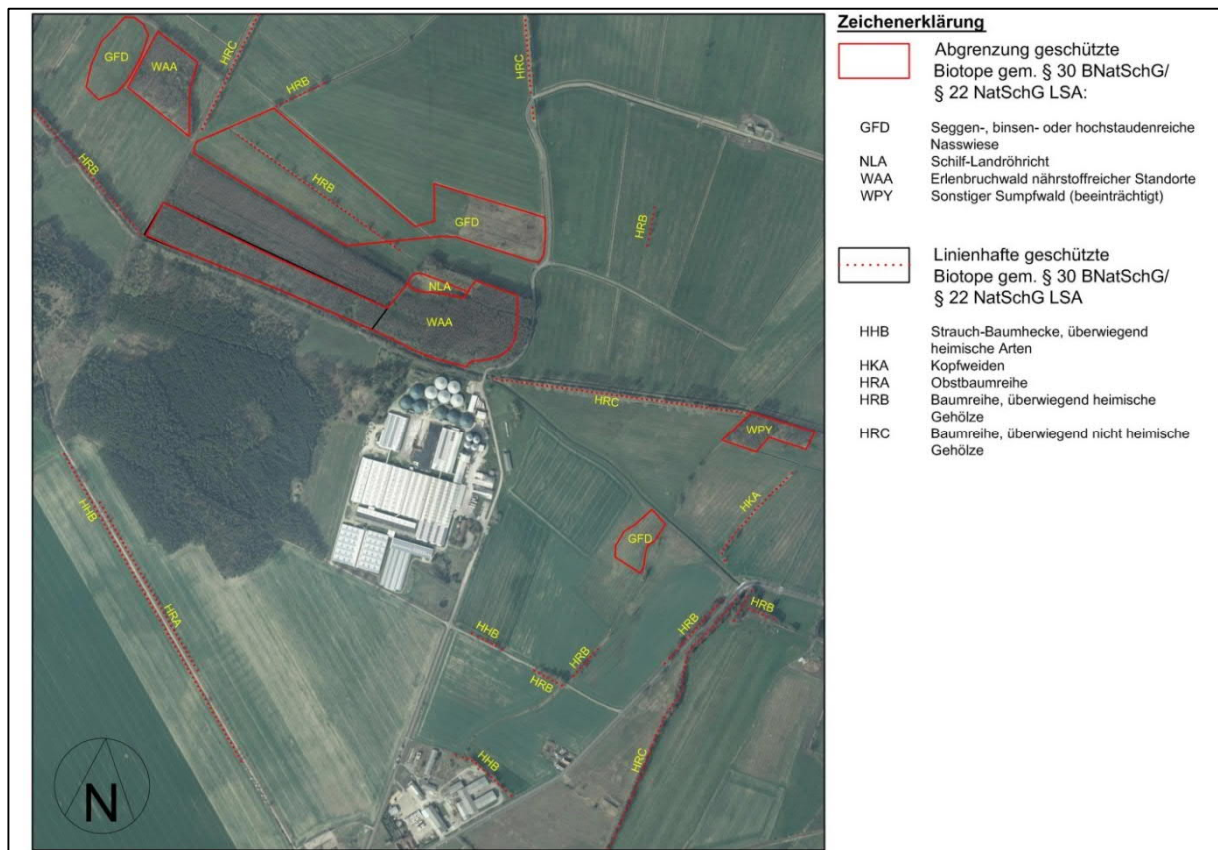 GFD
WAA
HRC
HRB
HRC
HRB
HRB
HRB
GFD
NLA
WAA
HRC
WPY
HHB
HKA
GFD
HRA
HHB
HRB
HRB
HRB
HRB
HHB
HRC
N
Zeichenerklärung
Abgrenzung geschützte
Biotope gem. § 30 BNatSchG/
§ 22 NatSchG LSA:
GFD Seggen-, binsen- oder hochstaudenreiche
Nasswiese
NLA Schilf-Landröhricht
WAA Erlenbruchwald nährstoffreicher Standorte
WPY Sonstiger Sumpfwald (beeinträchtigt)
Linienhafte geschützte
Biotope gem. § 30 BNatSchG/
§ 22 NatSchG LSA
HHB Strauch-Baumhecke, überwiegend
heimische Arten
HKA Kopfweiden
HRA Obstbaumreihe
HRB Baumreihe, überwiegend heimische
Gehölze
HRC Baumreihe, überwiegend nicht heimische
Gehölze